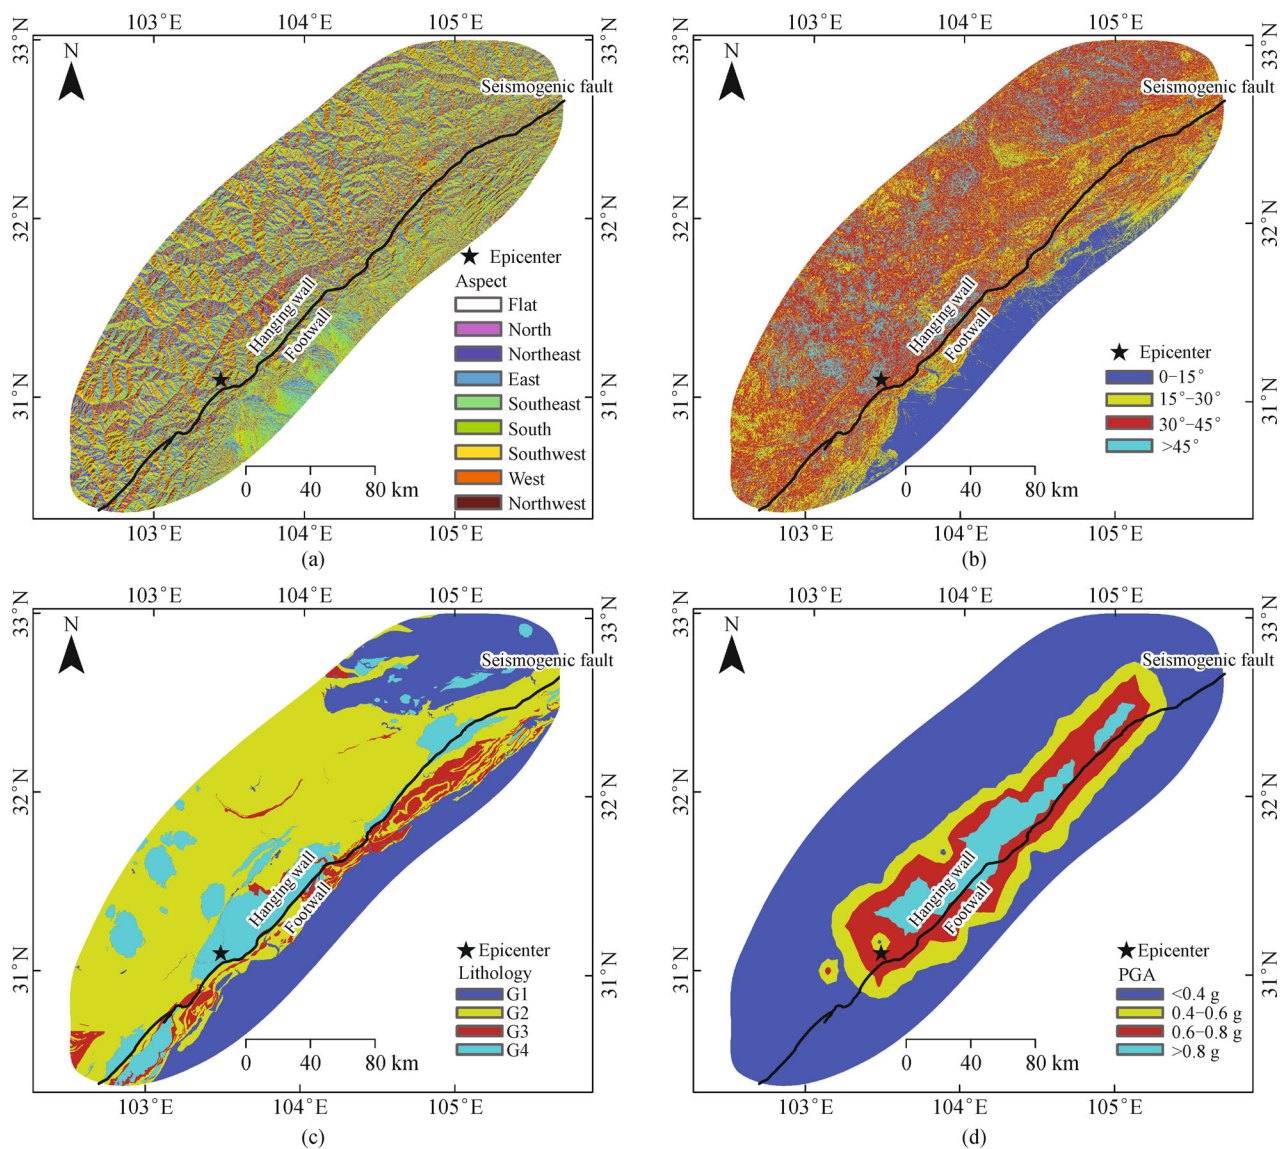 103°E 104°E 105°E
33°N 33°N
N
Seismogenic fault
32°N 32°N
Hanging wall
Footwall
Epicenter
Aspect
Flat
North
Northeast
East
Southeast
South
Southwest
West
Northwest
31°N 31°N
0 40 80 km
103°E 104°E 105°E
(a)
103°E 104°E 105°E
33°N 33°N
N
Seismogenic fault
32°N 32°N
Hanging wall
Footwall
Epicenter
0–15°
15°–30°
30°–45°
>45°
31°N 31°N
0 40 80 km
103°E 104°E 105°E
(b)
103°E 104°E 105°E
33°N 33°N
N
Seismogenic fault
32°N 32°N
Hanging wall
Footwall
Epicenter
Lithology
G1
G2
G3
G4
31°N 31°N
0 40 80 km
103°E 104°E 105°E
(c)
103°E 104°E 105°E
33°N 33°N
N
Seismogenic fault
32°N 32°N
Hanging wall
Footwall
Epicenter
PGA
<0.4 g
0.4–0.6 g
0.6–0.8 g
>0.8 g
31°N 31°N
0 40 80 km
103°E 104°E 105°E
(d)